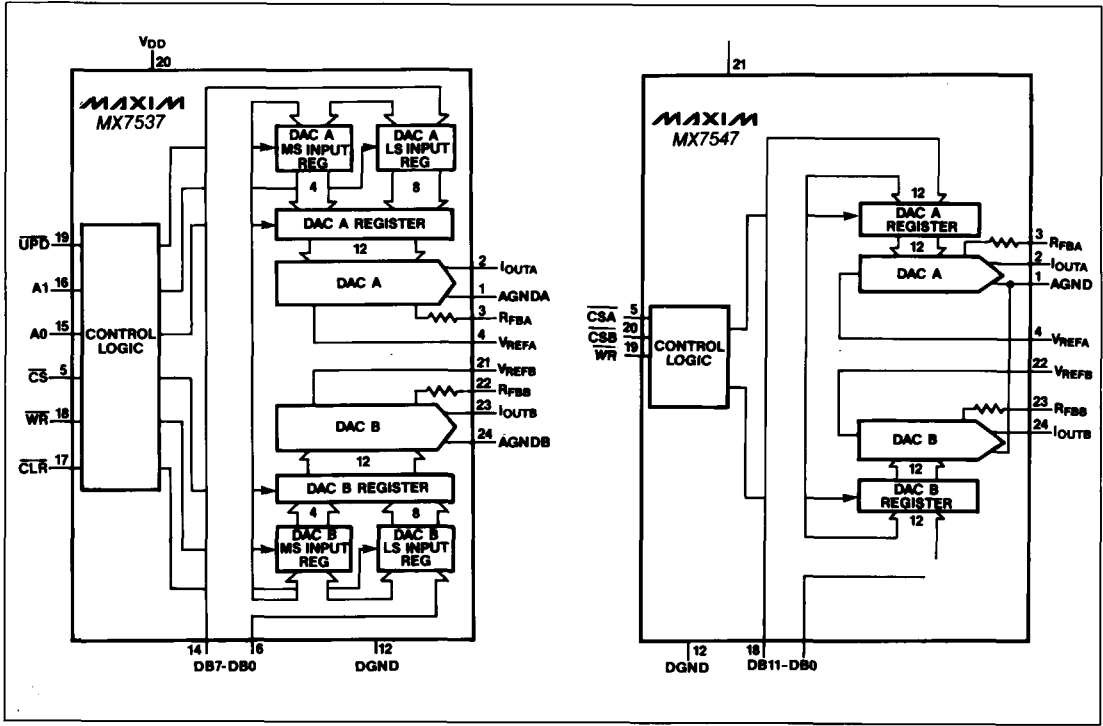 VDD
20
MAXIM
MX7537
DAC A
MS INPUT
REG
DAC A
LS INPUT
REG
4
8
DAC A REGISTER
12
DAC A
2 IOUTA
1 AGNDA
3 RFBA
4 VREFA
21 VREFB
22 RFBB
23 IOUTB
24 AGNDB
DAC B
12
DAC B REGISTER
4
8
DAC B
MS INPUT
REG
DAC B
LS INPUT
REG
UPD 19
A1 16
A0 15
CS 5
WR 18
CLR 17
CONTROL
LOGIC
14
6
DB7-DB0
12
DGND
21
MAXIM
MX7547
12
DAC A
REGISTER
12
DAC A
3 RFBA
2 IOUTA
1 AGND
4 VREFA
22 VREFB
23 RFBB
24 IOUTB
DAC B
12
DAC B
REGISTER
12
CSA 5
CSB 20
WR 19
CONTROL
LOGIC
12
DGND
18
DB11-DB0